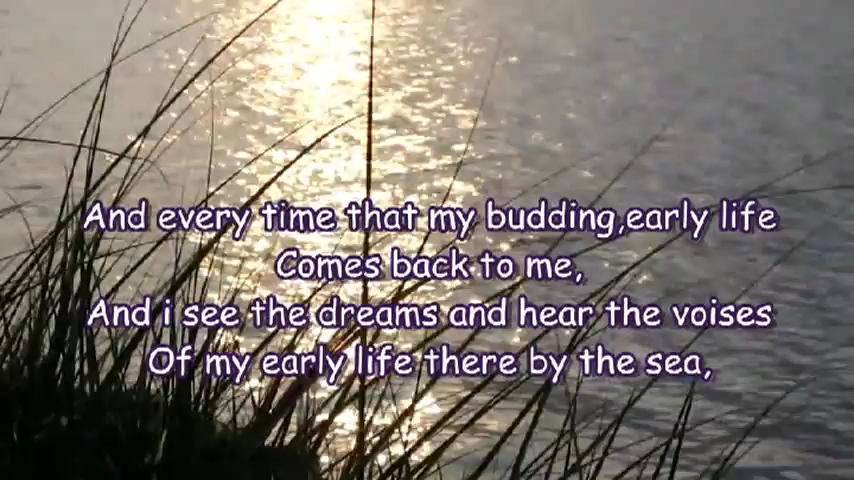 And every time that my budding,early life
Comes back to me,
And i see the dreams and hear the voises
Of my early life there by the sea,